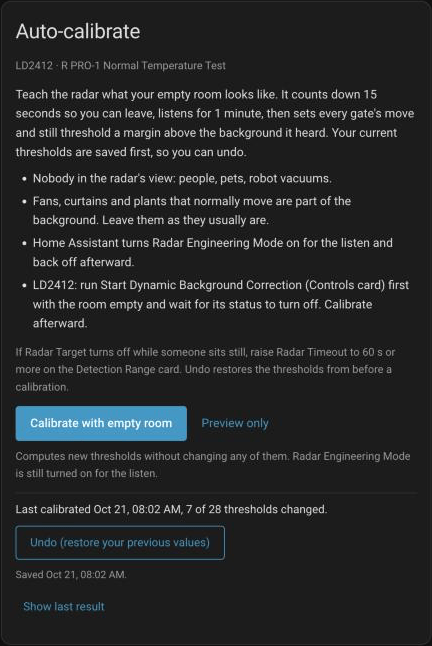 Auto-calibrate
LD2412 · R PRO-1 Normal Temperature Test
Teach the radar what your empty room looks like. It counts down 15
seconds so you can leave, listens for 1 minute, then sets every gate's move
and still threshold a margin above the background it heard. Your current
thresholds are saved first, so you can undo.
• Nobody in the radar's view: people, pets, robot vacuums.
• Fans, curtains and plants that normally move are part of the
background. Leave them as they usually are.
• Home Assistant turns Radar Engineering Mode on for the listen and
back off afterward.
• LD2412: run Start Dynamic Background Correction (Controls card) first
with the room empty and wait for its status to turn off. Calibrate
afterward.
If Radar Target turns off while someone sits still, raise Radar Timeout to 60 s or
more on the Detection Range card. Undo restores the thresholds from before a
calibration.
Calibrate with empty room
Preview only
Computes new thresholds without changing any of them. Radar Engineering Mode
is still turned on for the listen.
Last calibrated Oct 21, 08:02 AM, 7 of 28 thresholds changed.
Undo (restore your previous values)
Saved Oct 21, 08:02 AM.
Show last result